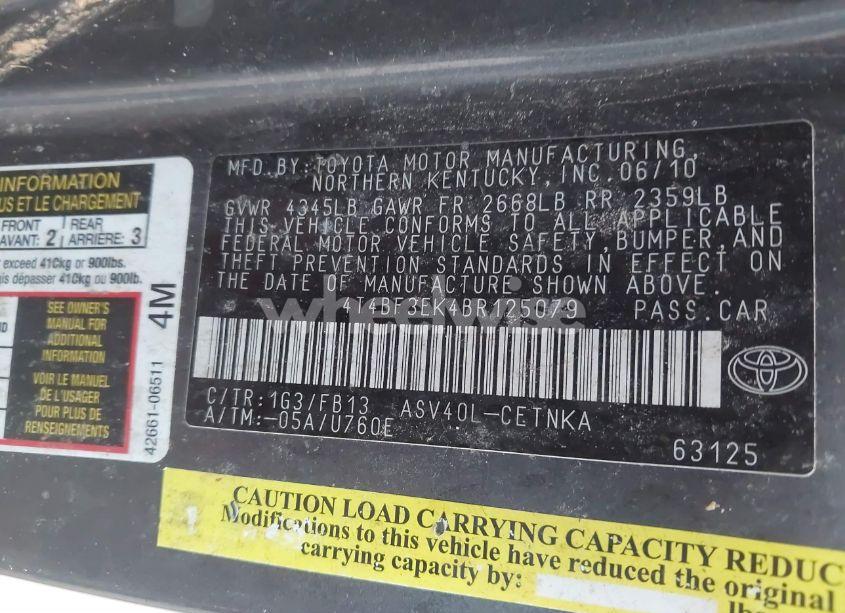 INFORMATION
US ET LE CHARGEMENT
FRONT
AVANT: 2
REAR
ARRIÈRE: 3
exceed 410kg or 900lbs.
is dépasser 410kg ou 900lb.
SEE OWNER'S
MANUAL FOR
ADDITIONAL
INFORMATION
VOIR LE MANUEL
DE L'USAGER
POUR PLUS DE
RENSEIGNEMENTS
4M
42661-06511
MFD.BY:TOYOTA MOTOR MANUFACTURING,
NORTHERN KENTUCKY,INC.06/10
GVWR 4345LB GAWR FR 2668LB RR 2359LB
THIS VEHICLE CONFORMS TO ALL APPLICABLE
FEDERAL MOTOR VEHICLE SAFETY,BUMPER,AND
THEFT PREVENTION STANDARDS IN EFFECT ON
THE DATE OF MANUFACTURE SHOWN ABOVE.
PASS.CAR
wheelwise
C/TR:1G3/FB13 ASV40L-CETNKA
A/TM:-05A/U760E
63125
TOYOTA
CAUTION LOAD CARRYING CAPACITY REDUC
Modifications to this vehicle have reduced the original
carrying capacity by:
lbs